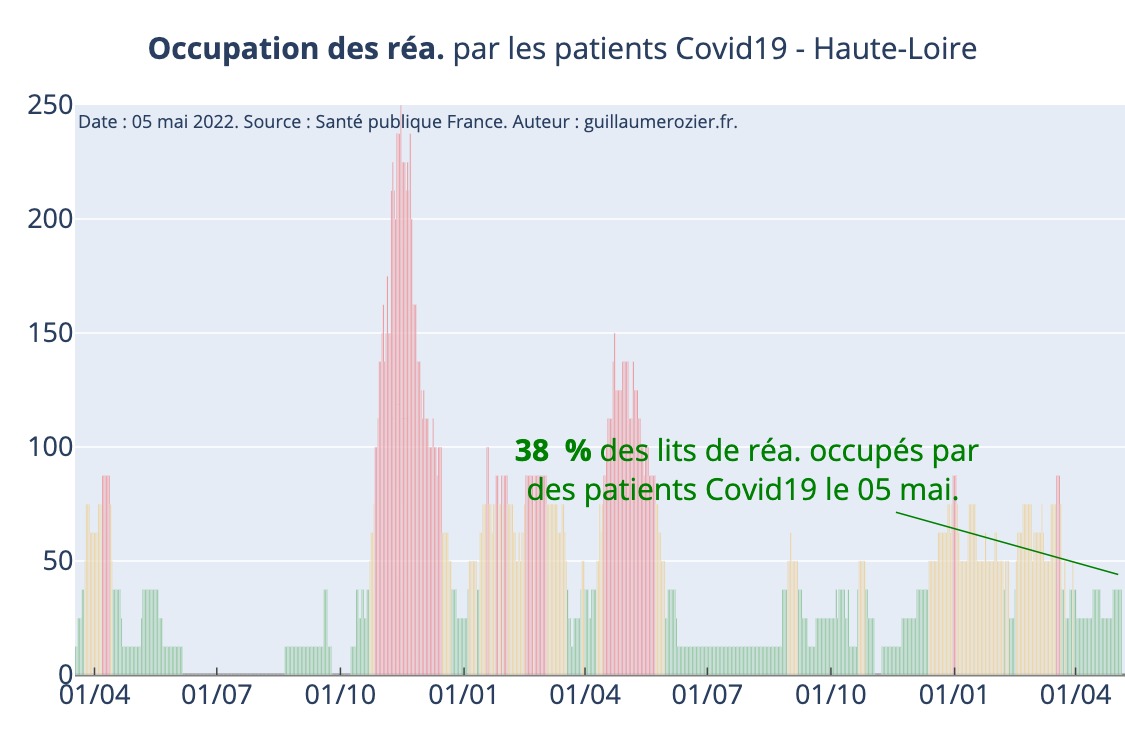 Occupation des réa. par les patients Covid19 - Haute-Loire
250
Date : 05 mai 2022. Source : Santé publique France. Auteur : guillaumerozier.fr.
200
150
100
38 % des lits de réa. occupés par
des patients Covid19 le 05 mai.
50
0
01/04 01/07 01/10 01/01 01/04 01/07 01/10 01/01 01/04